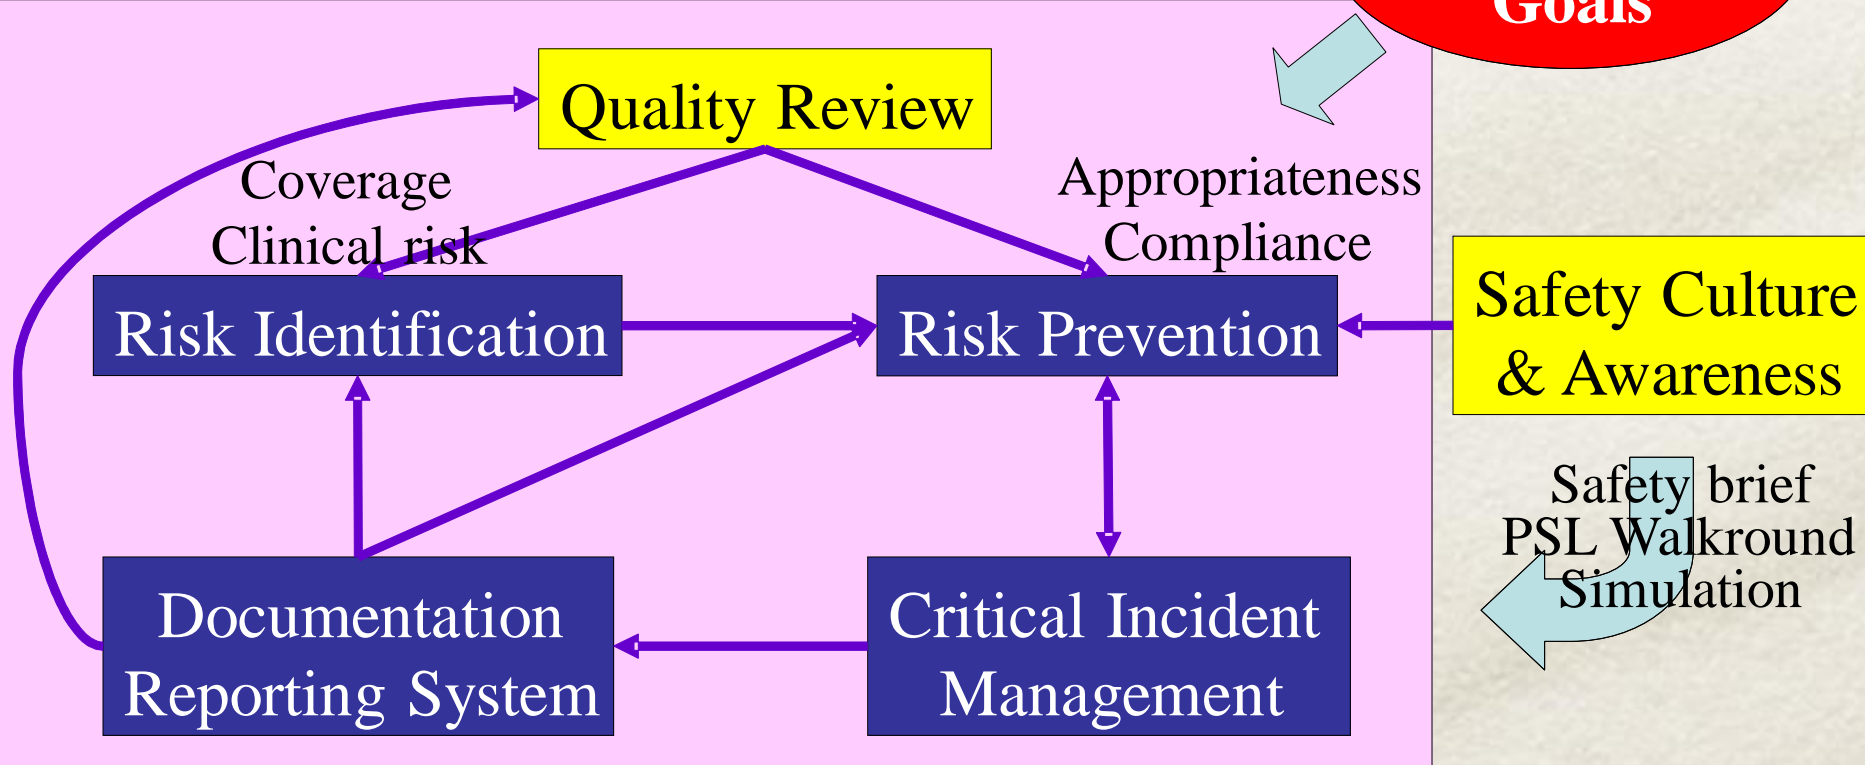 Goals
Quality Review
Coverage
Clinical risk
Appropriateness
Compliance
Risk Identification
Risk Prevention
Safety Culture
& Awareness
Safety brief
PSL Walkround
Simulation
Documentation
Reporting System
Critical Incident
Management